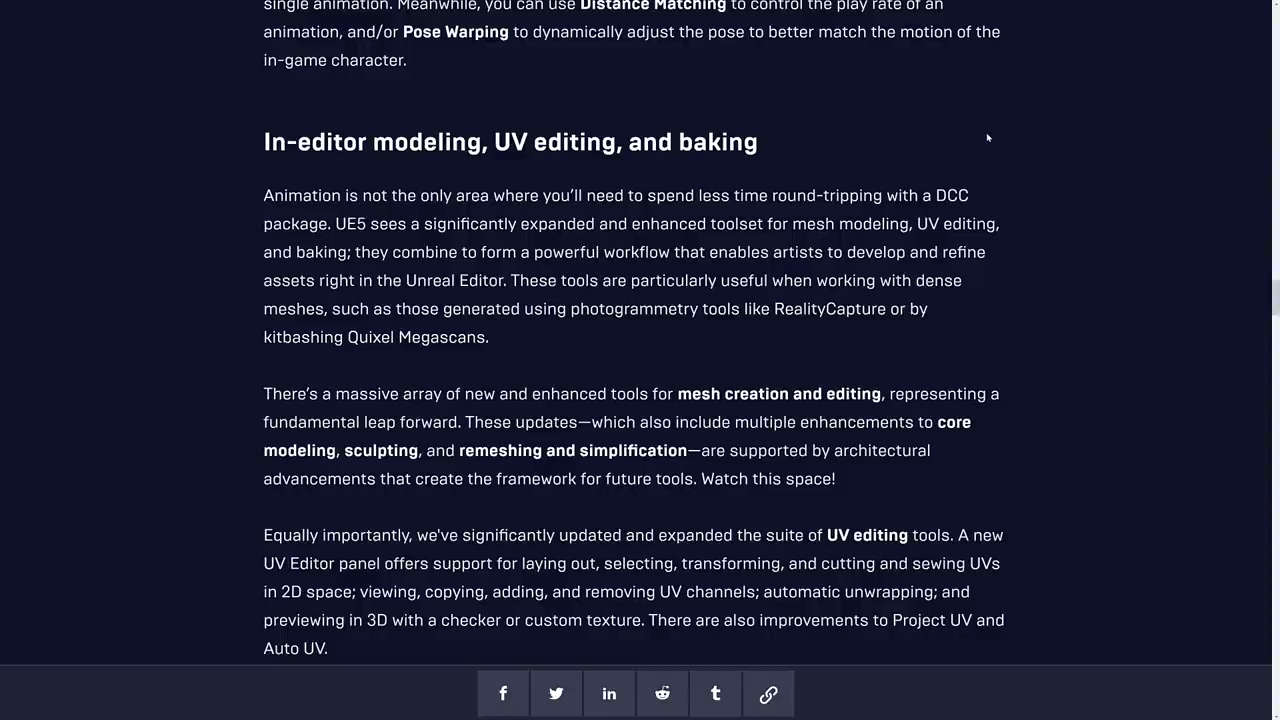 single animation. Meanwhile, you can use Distance Matching to control the play rate of an
animation, and/or Pose Warping to dynamically adjust the pose to better match the motion of the
in-game character.
In-editor modeling, UV editing, and baking
Animation is not the only area where you’ll need to spend less time round-tripping with a DCC
package. UE5 sees a significantly expanded and enhanced toolset for mesh modeling, UV editing,
and baking; they combine to form a powerful workflow that enables artists to develop and refine
assets right in the Unreal Editor. These tools are particularly useful when working with dense
meshes, such as those generated using photogrammetry tools like RealityCapture or by
kitbashing Quixel Megascans.
There’s a massive array of new and enhanced tools for mesh creation and editing, representing a
fundamental leap forward. These updates—which also include multiple enhancements to core
modeling, sculpting, and remeshing and simplification—are supported by architectural
advancements that create the framework for future tools. Watch this space!
Equally importantly, we've significantly updated and expanded the suite of UV editing tools. A new
UV Editor panel offers support for laying out, selecting, transforming, and cutting and sewing UVs
in 2D space; viewing, copying, adding, and removing UV channels; automatic unwrapping; and
previewing in 3D with a checker or custom texture. There are also improvements to Project UV and
Auto UV.
f in t